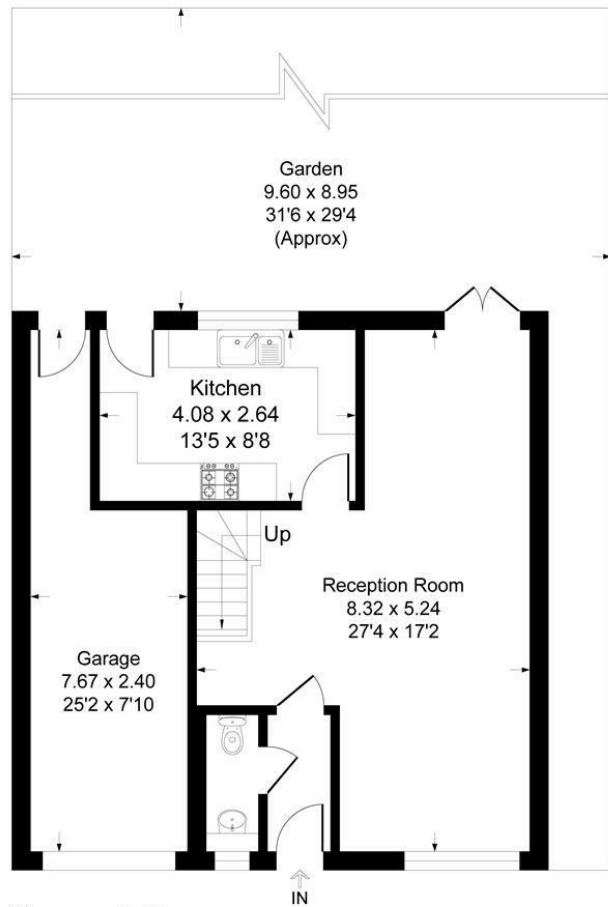 Garden
9.60 x 8.95
31'6 x 29'4
(Approx)
Kitchen
4.08 x 2.64
13'5 x 8'8
Up
Reception Room
8.32 x 5.24
27'4 x 17'2
Garage
7.67 x 2.40
25'2 x 7'10
IN